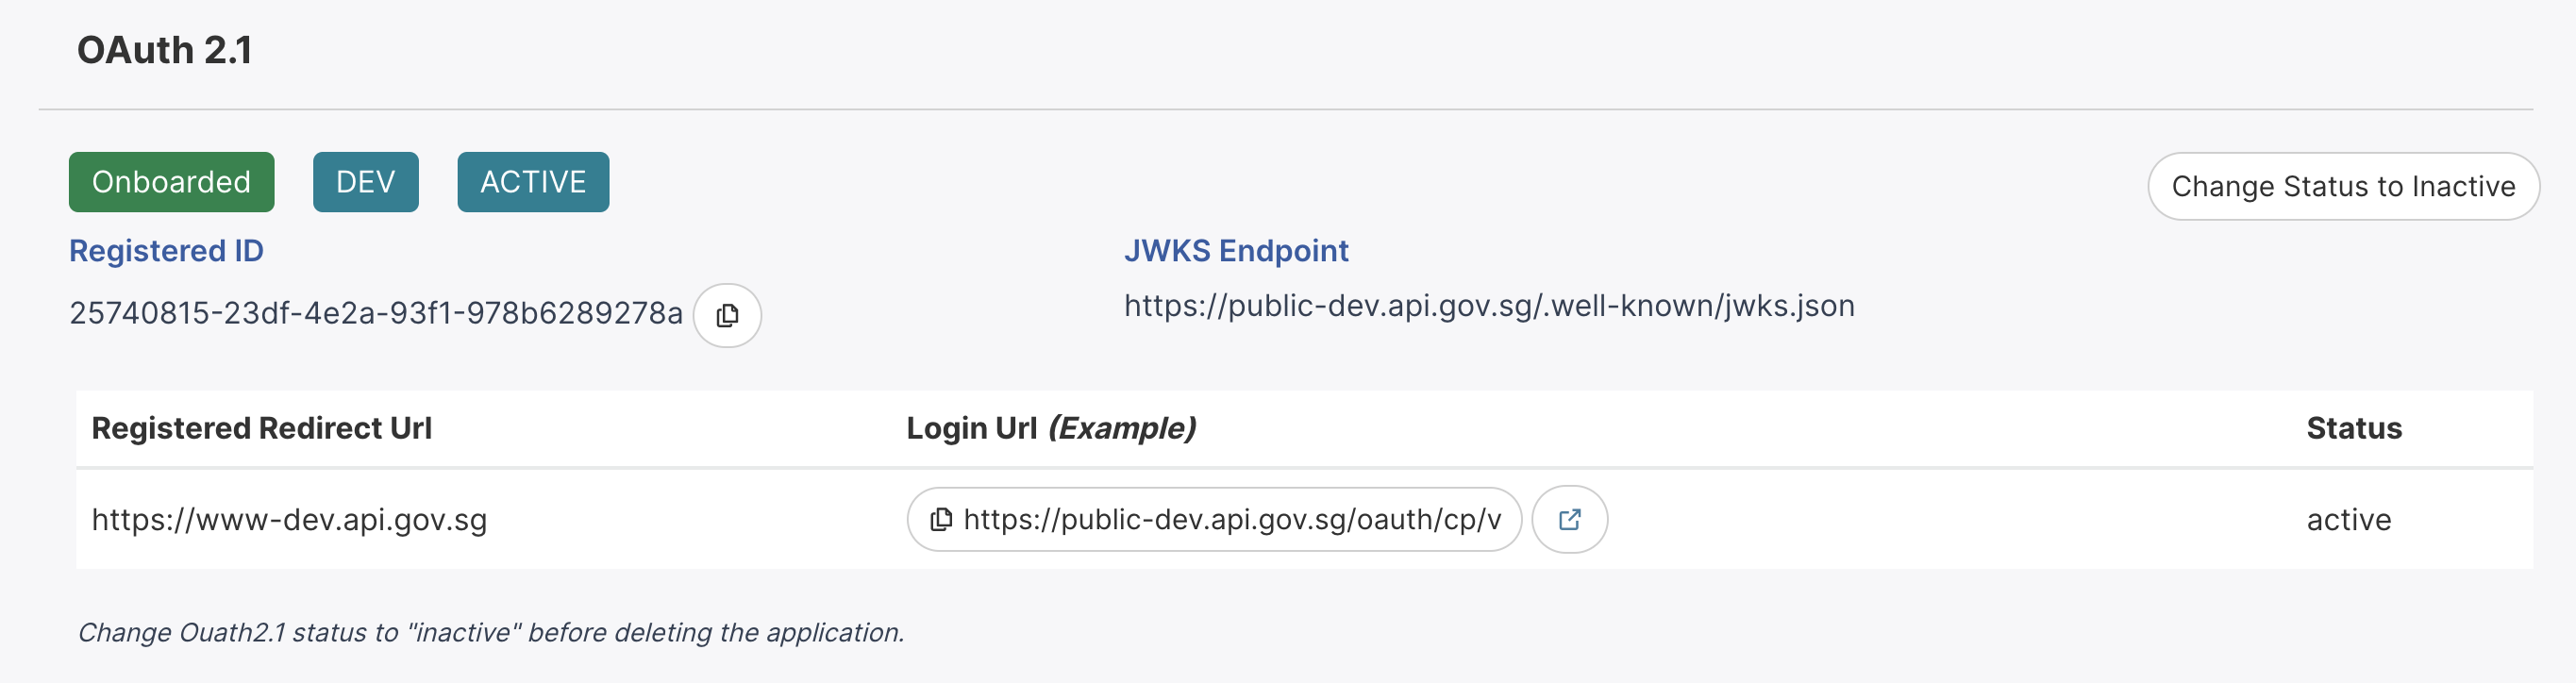 OAuth 2.1
Onboarded DEV ACTIVE Change Status to Inactive
Registered ID JWKS Endpoint
25740815-23df-4e2a-93f1-978b6289278a https://public-dev.api.gov.sg/.well-known/jwks.json
Registered Redirect Url Login Url (Example) Status
https://www-dev.api.gov.sg https://public-dev.api.gov.sg/oauth/cp/v active
Change Ouath2.1 status to "inactive" before deleting the application.